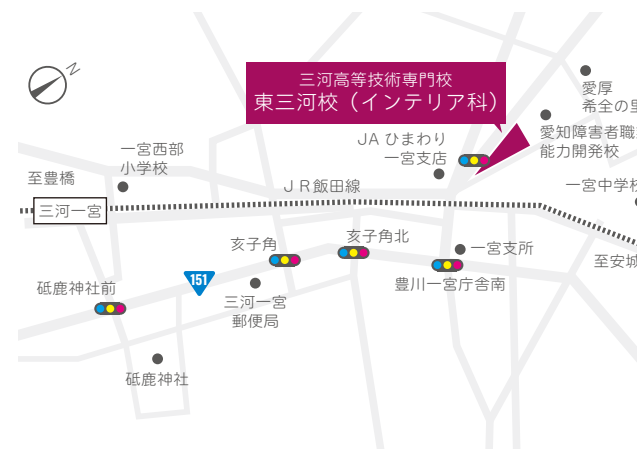 N
三河高等技術専門校
東三河校（インテリア科）
愛厚
希全の里
JA ひまわり
一宮支店
愛知障害者職
能力開発校
一宮西部
小学校
至豊橋
ＪＲ飯田線
一宮中学校
三河一宮
亥子角
亥子角北
一宮支所
至安城
151
砥鹿神社前
三河一宮
郵便局
豊川一宮庁舎南
砥鹿神社